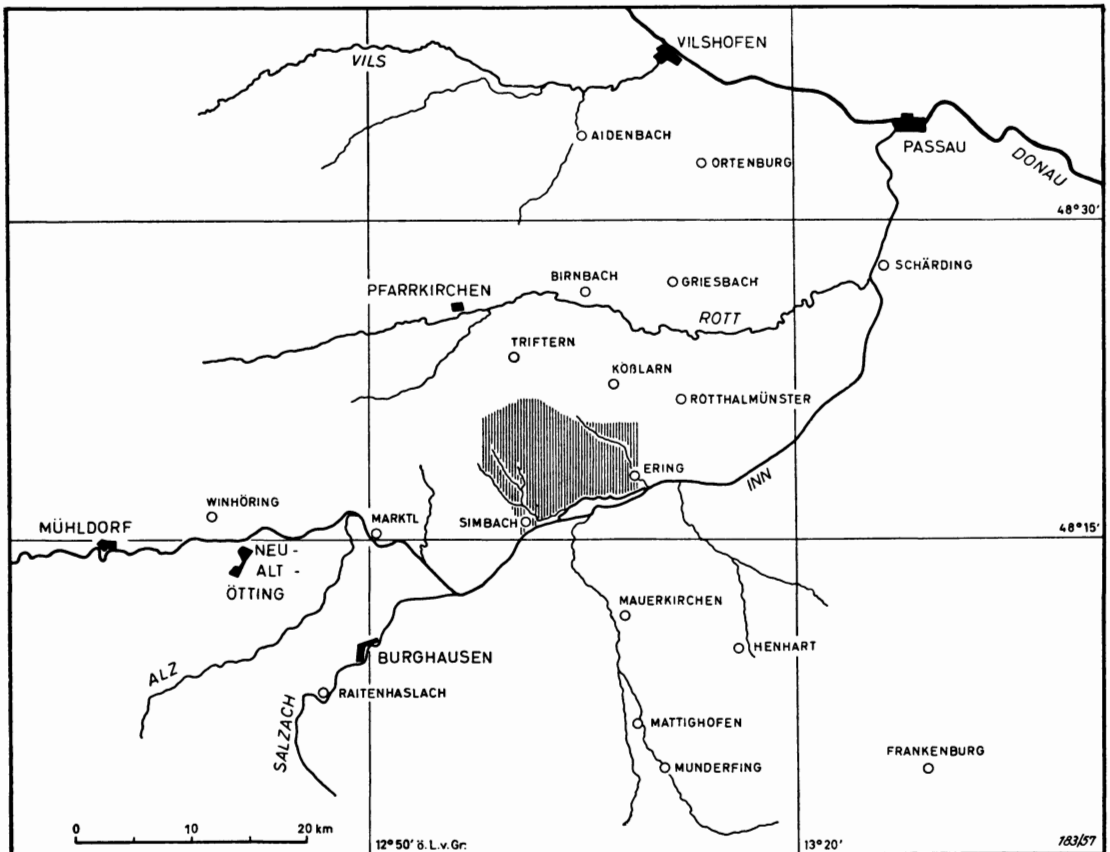 VILSHOFEN
VILS
AIDENBACH
PASSAU
ORTENBURG
DONAU
48°30'
SCHÄRDING
BIRNBACH
GRIESBACH
PFARRKIRCHEN
ROTT
TRIFTERN
KÖßLARN
ROTTHALMÜNSTER
ERING
INN
WINHÖRING
MARKTL
SIMBACH
MÜHLDORF
48°15'
NEU-
ALT-
ÖTTING
MAUERKIRCHEN
HENHART
BURGHAUSEN
ALZ
RAITENHASLACH
SALZACH
MATTIGHOFEN
FRANKENBURG
MUNDERFING
0 10 20 km
12°50' ö.L.v.Gr.
13°20'
183/57